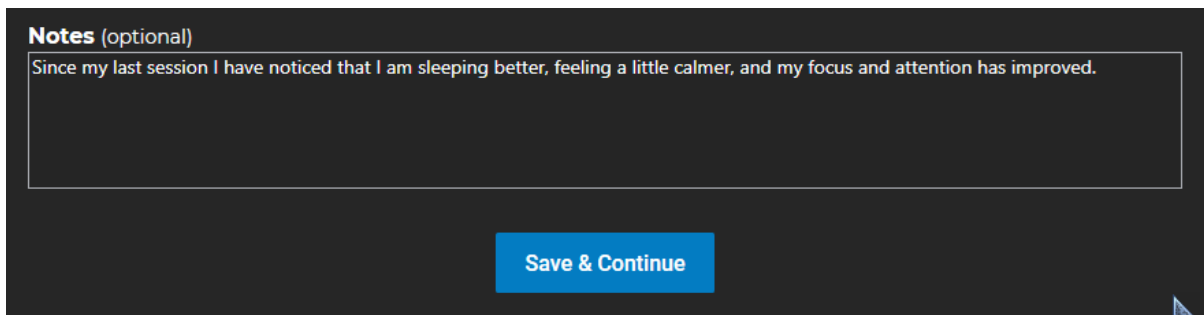 Notes (optional)
Since my last session I have noticed that I am sleeping better, feeling a little calmer, and my focus and attention has improved.
Save & Continue